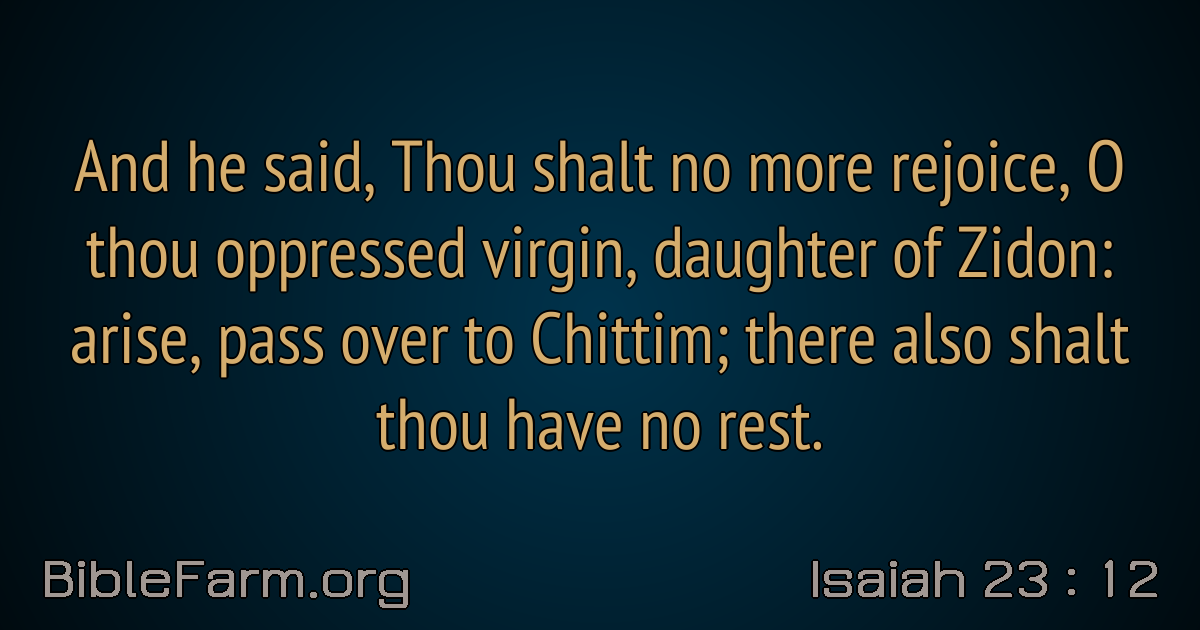 And he said, Thou shalt no more rejoice, O
thou oppressed virgin, daughter of Zidon:
arise, pass over to Chittim; there also shalt
thou have no rest.
BibleFarm.org
Isaiah 23 : 12